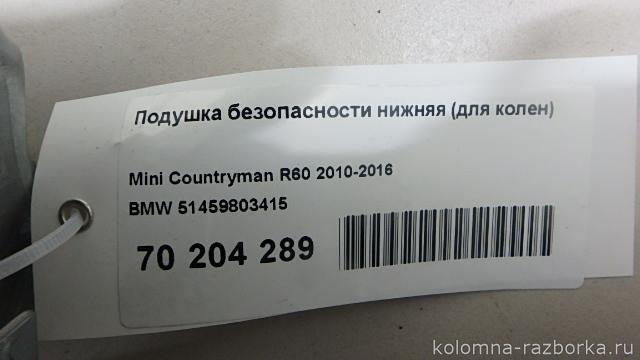 Подушка безопасности нижняя (для колен)
Mini Countryman R60 2010-2016
BMW 51459803415
70 204 289
kolomna-razborka.ru